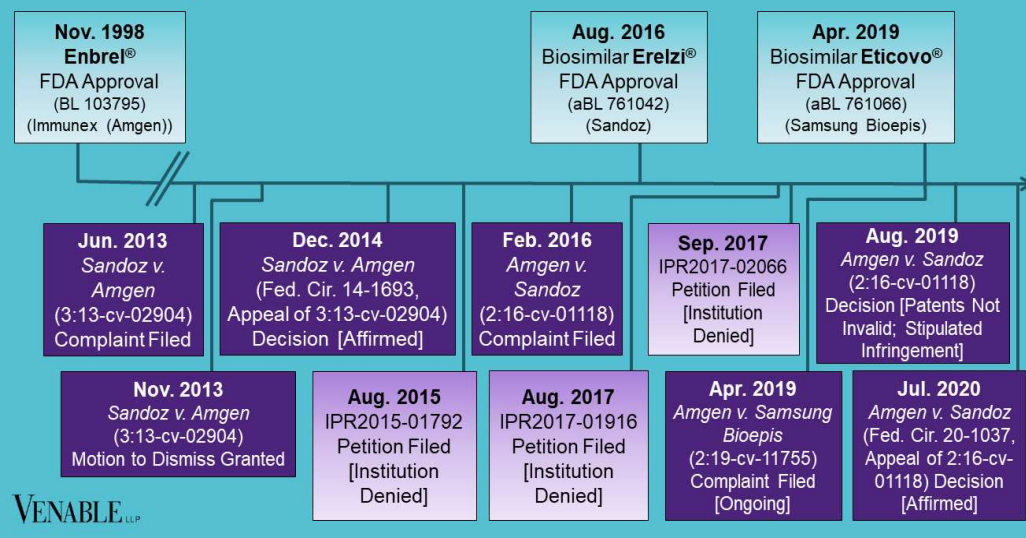 Nov. 1998
Enbrel®
FDA Approval
(BL 103795)
(Immunex (Amgen))
Aug. 2016
Biosimilar Erelzi®
FDA Approval
(aBL 761042)
(Sandoz)
Apr. 2019
Biosimilar Eticovo®
FDA Approval
(aBL 761066)
(Samsung Bioepis)
Jun. 2013
Sandoz v.
Amgen
(3:13-cv-02904)
Complaint Filed
Dec. 2014
Sandoz v. Amgen
(Fed. Cir. 14-1693,
Appeal of 3:13-cv-02904)
Decision [Affirmed]
Feb. 2016
Amgen v.
Sandoz
(2:16-cv-01118)
Complaint Filed
Sep. 2017
IPR2017-02066
Petition Filed
[Institution
Denied]
Aug. 2019
Amgen v. Sandoz
(2:16-cv-01118)
Decision [Patents Not
Invalid; Stipulated
Infringement]
Nov. 2013
Sandoz v. Amgen
(3:13-cv-02904)
Motion to Dismiss Granted
Aug. 2015
IPR2015-01792
Petition Filed
[Institution
Denied]
Aug. 2017
IPR2017-01916
Petition Filed
[Institution
Denied]
Apr. 2019
Amgen v. Samsung
Bioepis
(2:19-cv-11755)
Complaint Filed
[Ongoing]
Jul. 2020
Amgen v. Sandoz
(Fed. Cir. 20-1037,
Appeal of 2:16-cv-
01118) Decision
[Affirmed]
VENABLE LLP